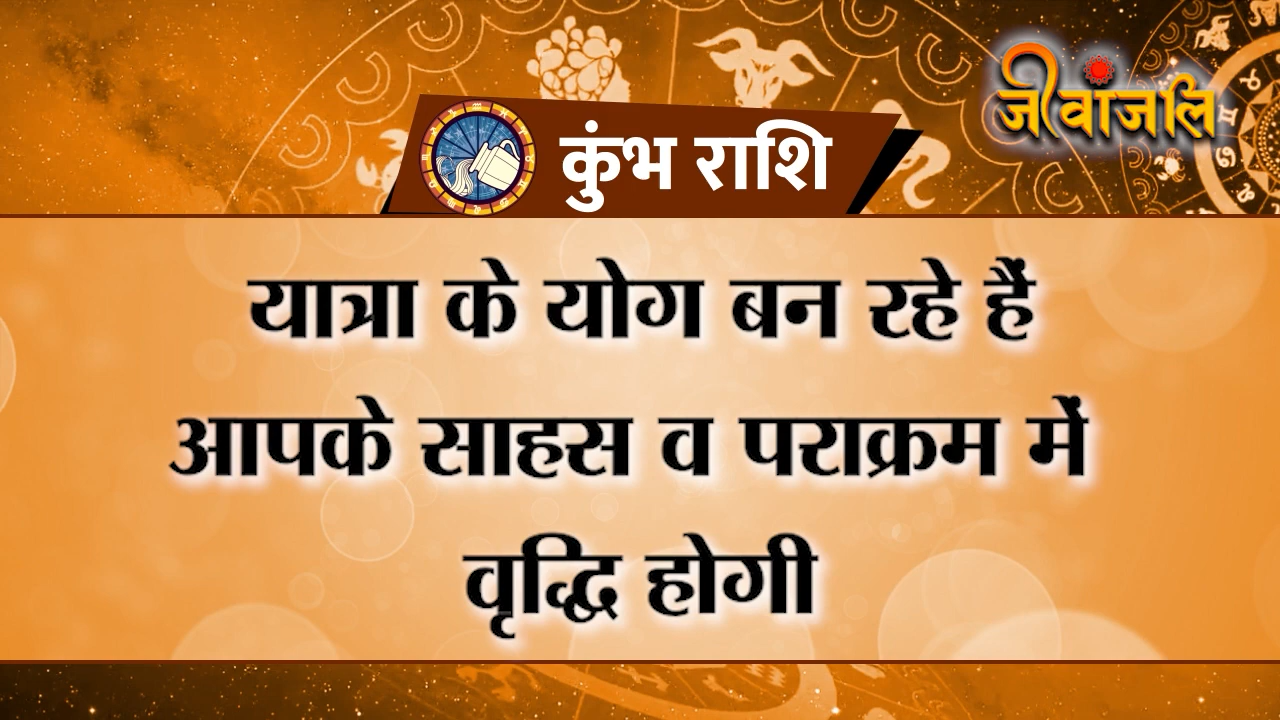 जीवांजलि
कुंभ राशि
यात्रा के योग बन रहे हैं
आपके साहस व पराक्रम में
वृद्धि होगी